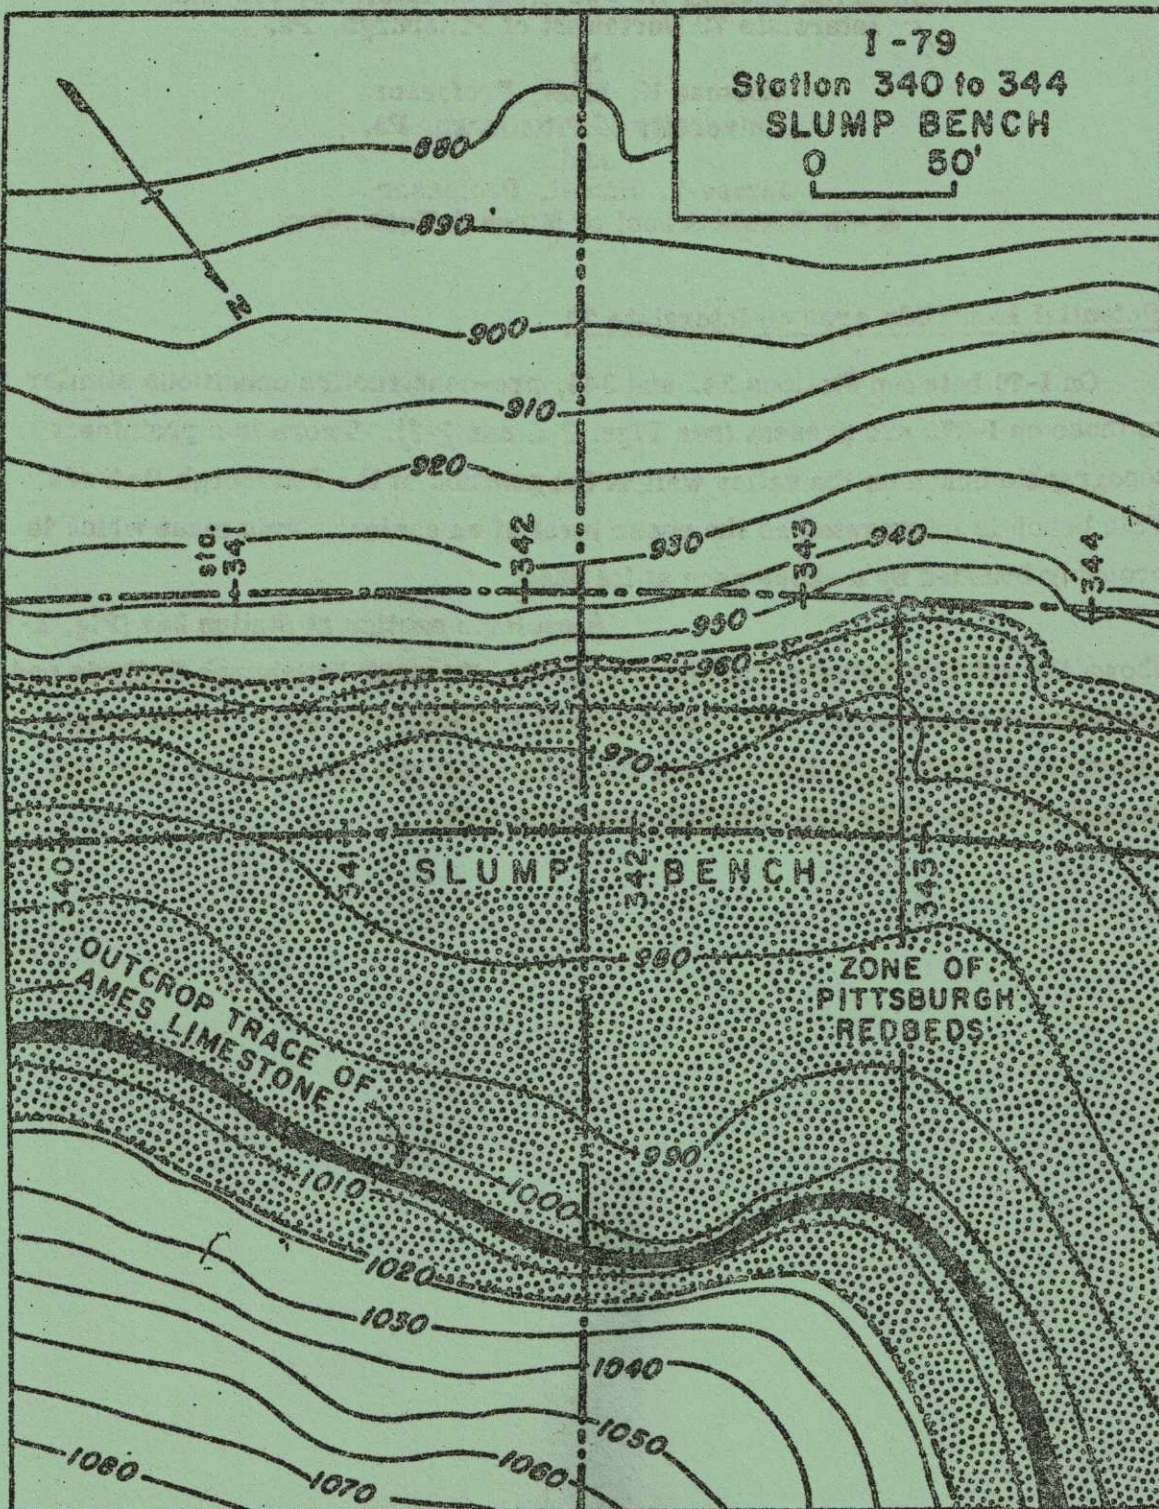 I-79
Station 340 to 344
SLUMP BENCH
0 50'
880
890
N
900
910
920
930
940
sta.
341
342
343
344
950
960
970
SLUMP BENCH
340
341
342
343
980
ZONE OF
PITTSBURGH
REDBEDS
OUTCROP TRACE OF
AMES LIMESTONE
990
1000
1010
1020
1030
1040
1050
1060
1070
1080